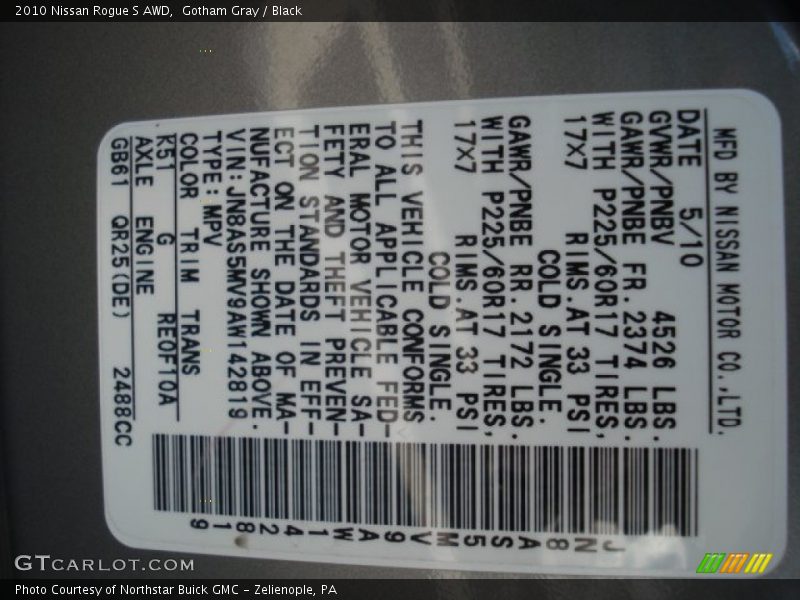 2010 Nissan Rogue S AWD, Gotham Gray / Black
MFD BY NISSAN MOTOR CO.,LTD.
DATE 5/10
GVWR/PNBV 4526 LBS.
GAWR/PNBE FR.2374 LBS.
WITH P225/60R17 TIRES,
17X7 RIMS.AT 33 PSI
COLD SINGLE.
GAWR/PNBE RR.2172 LBS.
WITH P225/60R17 TIRES,
17X7 RIMS.AT 33 PSI
COLD SINGLE.
THIS VEHICLE CONFORMS
TO ALL APPLICABLE FED-
ERAL MOTOR VEHICLE SA-
FETY AND THEFT PREVEN-
TION STANDARDS IN EFF-
ECT ON THE DATE OF MA-
NUFACTURE SHOWN ABOVE.
VIN:JN8AS5MV9AW142819
TYPE:MPV
COLOR TRIM TRANS
K51 G RE0F10A
AXLE ENGINE
GB61 QR25(DE) 2488CC
JN8AS5MV9AW142819
GTCARLOT.COM
Photo Courtesy of Northstar Buick GMC - Zelienople, PA